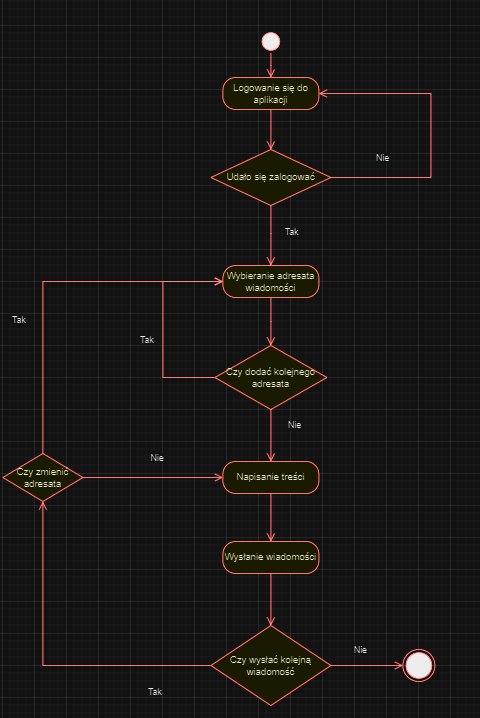 Logowanie się do
aplikacji
Nie
Udało się zalogować
Tak
Wybieranie adresata
wiadomości
Tak
Tak
Czy dodać kolejnego
adresata
Nie
Nie
Czy zmienić
adresata
Napisanie treści
Wysłanie wiadomości
Nie
Czy wysłać kolejną
wiadomość
Tak